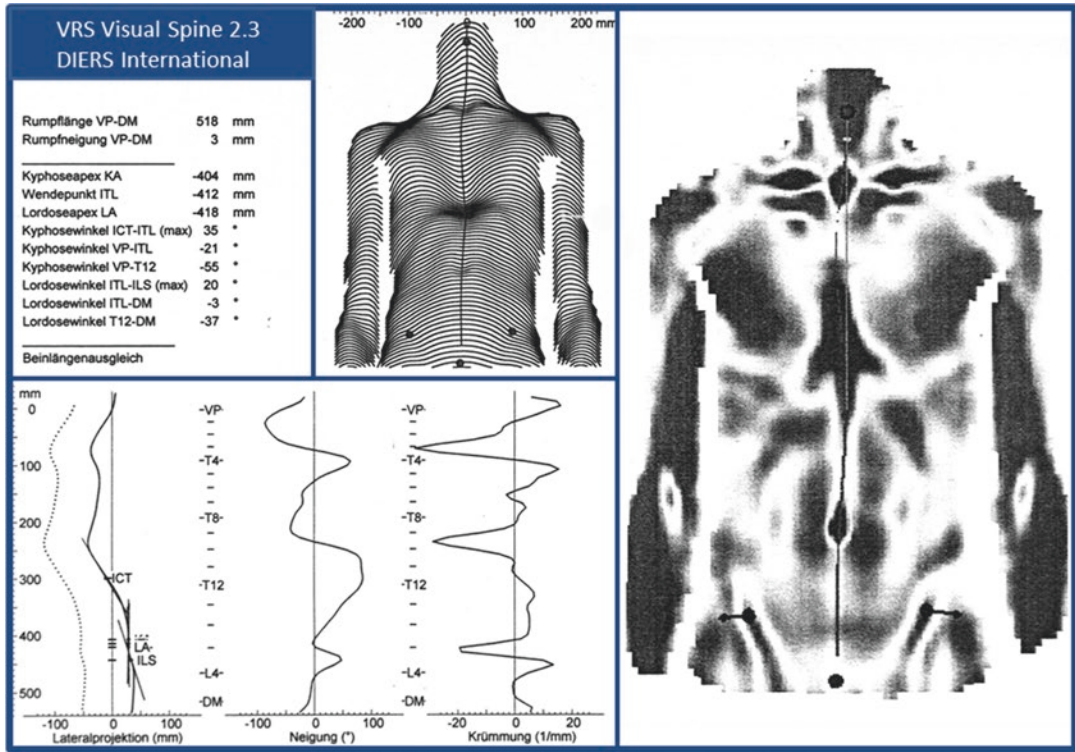 VRS Visual Spine 2.3
DIERS International
Rumpflänge VP-DM 518 mm
Rumpfneigung VP-DM 3 mm
Kyphoseapex KA -404 mm
Wendepunkt ITL -412 mm
Lordoseapex LA -418 mm
Kyphosewinkel ICT-ITL (max) 35 °
Kyphosewinkel VP-ITL -21 °
Kyphosewinkel VP-T12 -55 °
Lordosewinkel ITL-ILS (max) 20 °
Lordosewinkel ITL-DM -3 °
Lordosewinkel T12-DM -37 °
Beinlängenausgleich
-200 -100 0 100 200 mm
mm
0
100
200
300
400
500
ICT
LA-
ILS
-100 0 100
Lateralprojektion (mm)
-VP-
-T4-
-T8-
-T12
-L4-
-DM-
-100 0 100
Neigung (°)
-VP-
-T4-
-T8-
-T12
-L4-
-DM-
-20 0 20
Krümmung (1/mm)